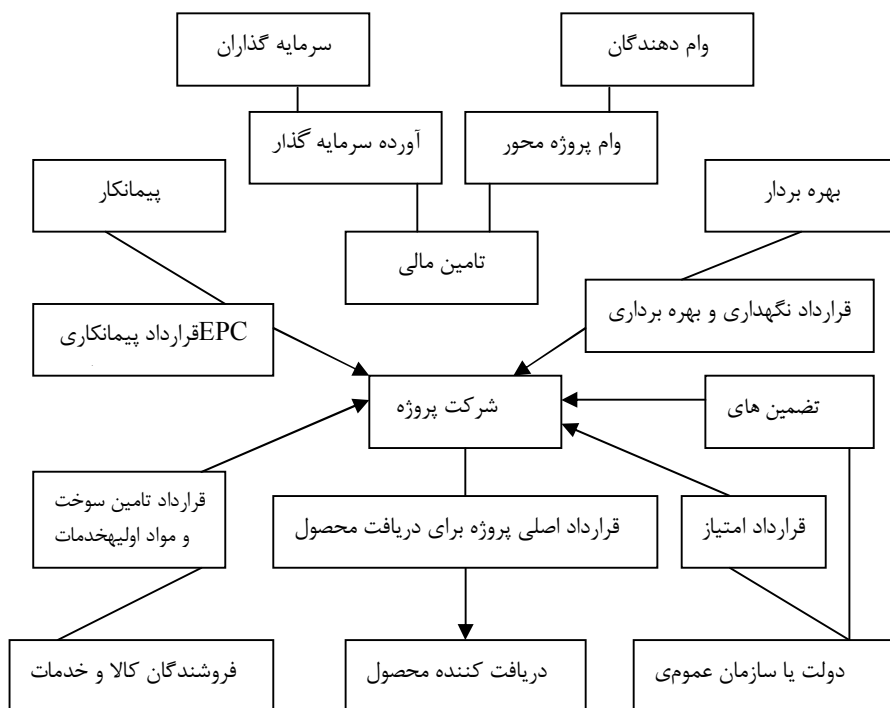 سرمایه گذاران
وام دهندگان
آورده سرمایه گذار
وام پروژه محور
پیمانکار
بهره بردار
تامین مالی
قرارداد پیمانکاریEPC
قرارداد نگهداری و بهره برداری
شرکت پروژه
تضمین های
قرارداد تامین سوخت
و مواد اولیهخدمات
قرارداد اصلی پروژه برای دریافت محصول
قرارداد امتیاز
فروشندگان کالا و خدمات
دریافت کننده محصول
دولت یا سازمان عمومی